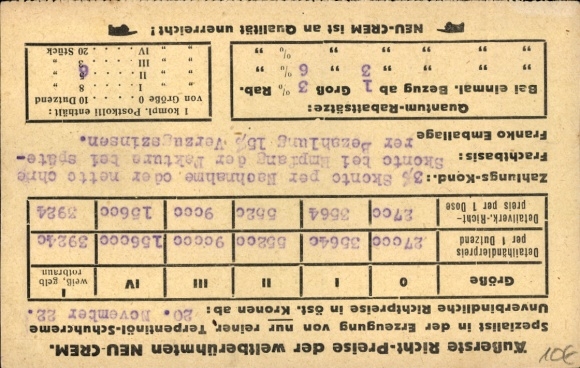 Äußerste Richt-Preise der weltberühmten NEU-CREM.
Spezialist in der Erzeugung von nur reiner, Terpentinöl-Schuhcreme
Unverbindliche Richtpreise in öst. Kronen ab: 20. November 22.
Größe 0 I II III IV I weiß, gelb rotbraun
Detailhändlerpreis per 1 Dutzend 27000 35640 55200 90000 156000 39240
Detailverk.-Richtpreis per 1 Dose 2700 3564 5520 9000 15600 3924
Zahlungs-Kond.: 3% Skonto per Nachnahme oder netto ohne
Skonto bei Empfang der Faktura bei späte-
rer Bezahlung 15% Verzugszinsen.
Frachtbasis:
Franko Emballage
Quantum-Rabattsätze:
Bei einmal. Bezug ab 1 Groß 3 % Rab.
" " " " 3 " 6 % "
" " " " " % "
1 kompl. Postkolli enthält:
von Größe 0 10 Dutzend
" " I 8 "
" " II 6 "
" " III "
" " IV 20 Stück
NEU-CREM ist an Qualität unerreicht!
10€